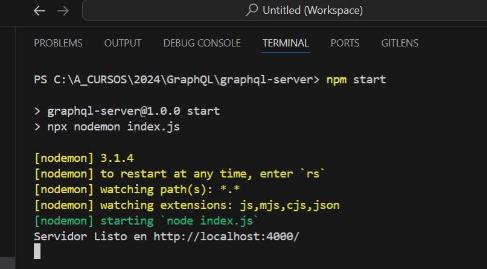 Untitled (Workspace)
PROBLEMS OUTPUT DEBUG CONSOLE TERMINAL PORTS GITLENS
PS C:\A_CURSOS\2024\GraphQL\graphql-server> npm start
> graphql-server@1.0.0 start
> npx nodemon index.js
[nodemon] 3.1.4
[nodemon] to restart at any time, enter `rs`
[nodemon] watching path(s): *.*
[nodemon] watching extensions: js,mjs,cjs,json
[nodemon] starting `node index.js`
Servidor Listo en http://localhost:4000/